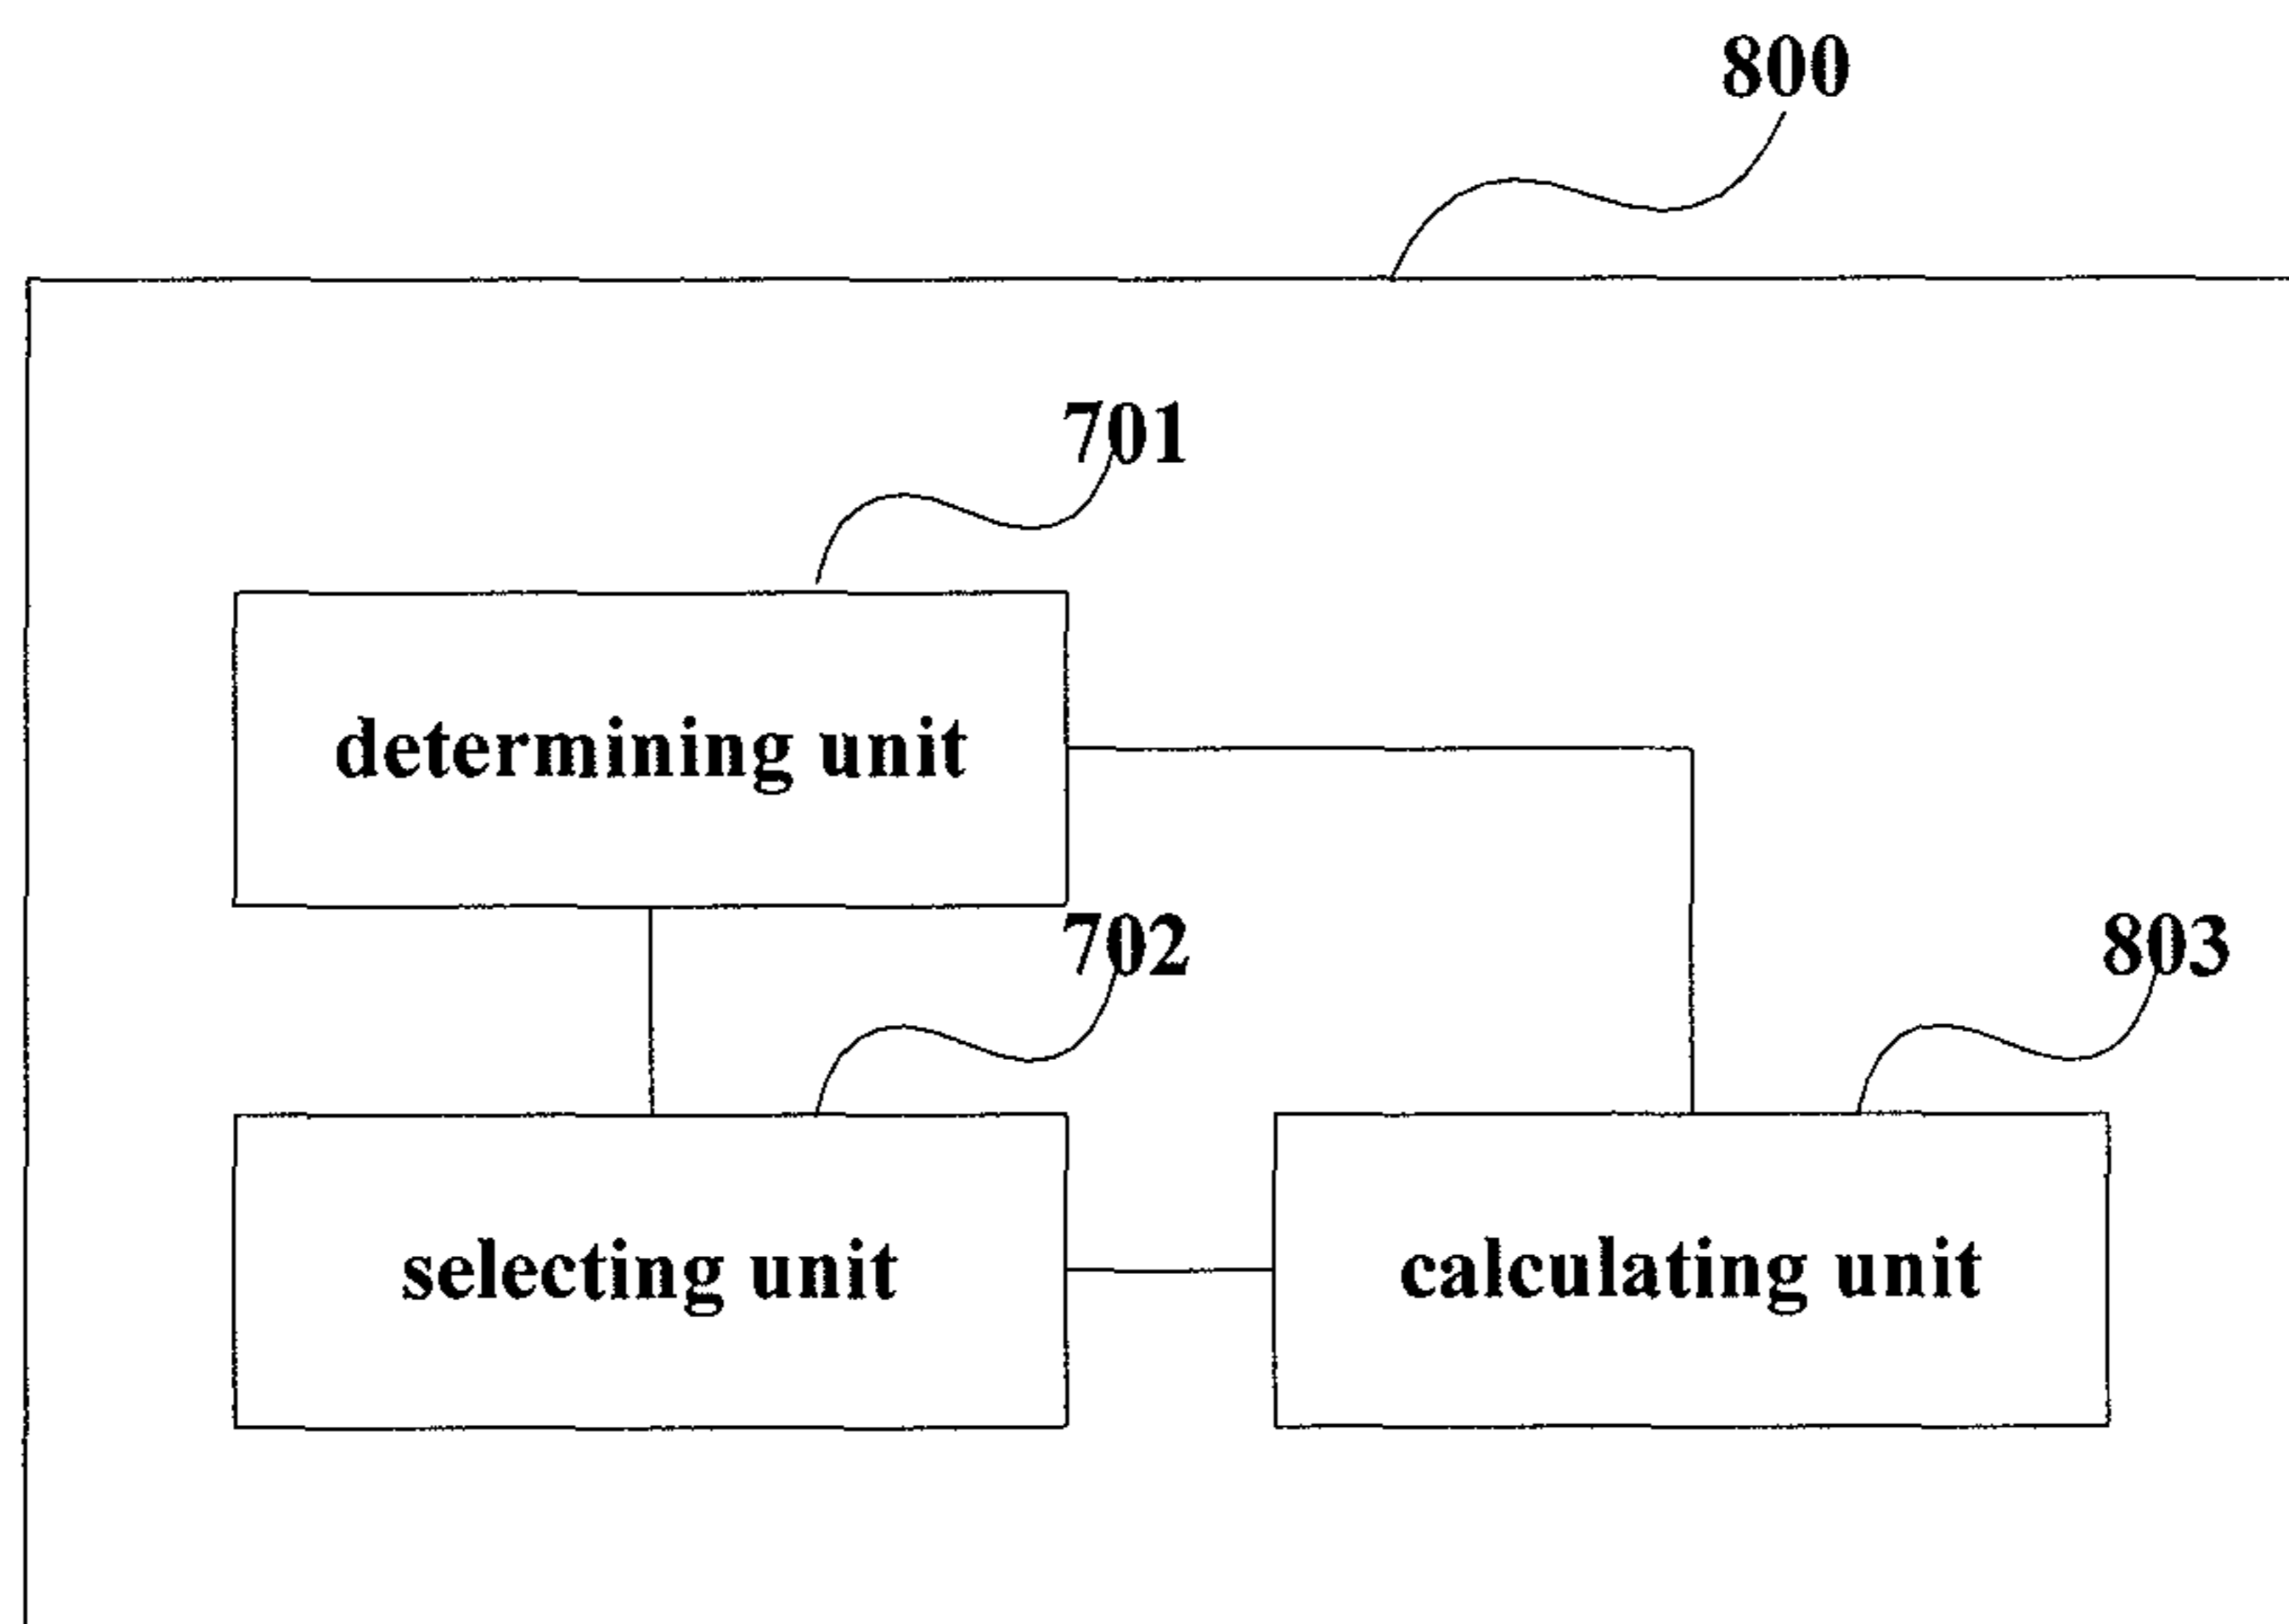 800
701
determining unit
702
803
selecting unit
calculating unit